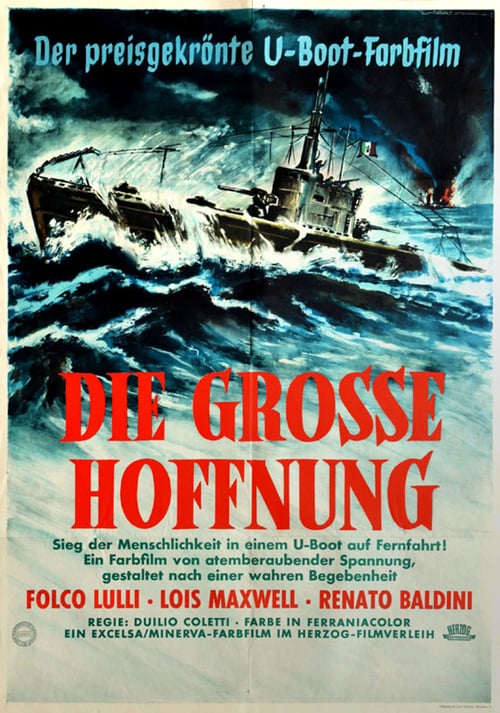 Der preisgekrönte U-Boot-Farbfilm
DIE GROSSE
HOFFNUNG
Sieg der Menschlichkeit in einem U-Boot auf Fernfahrt!
Ein Farbfilm von atemberaubender Spannung,
gestaltet nach einer wahren Begebenheit
FOLCO LULLI · LOIS MAXWELL · RENATO BALDINI
REGIE: DUILIO COLETTI · FARBE IN FERRANIACOLOR
EIN EXCELSA/MINERVA-FARBFILM IM HERZOG-FILMVERLEIH
HERZOG